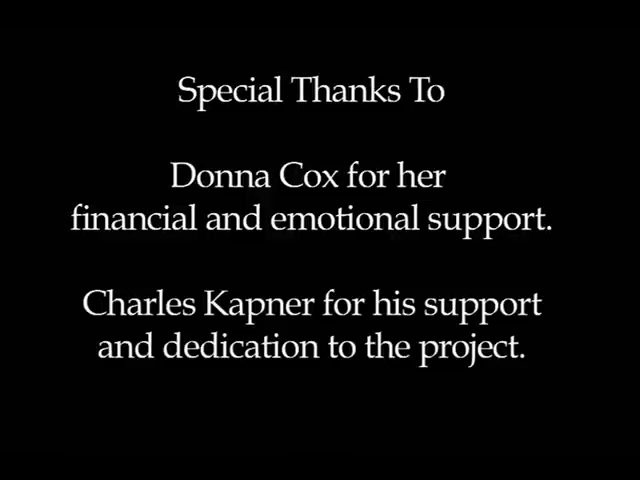 Special Thanks To
Donna Cox for her
financial and emotional support.
Charles Kapner for his support
and dedication to the project.